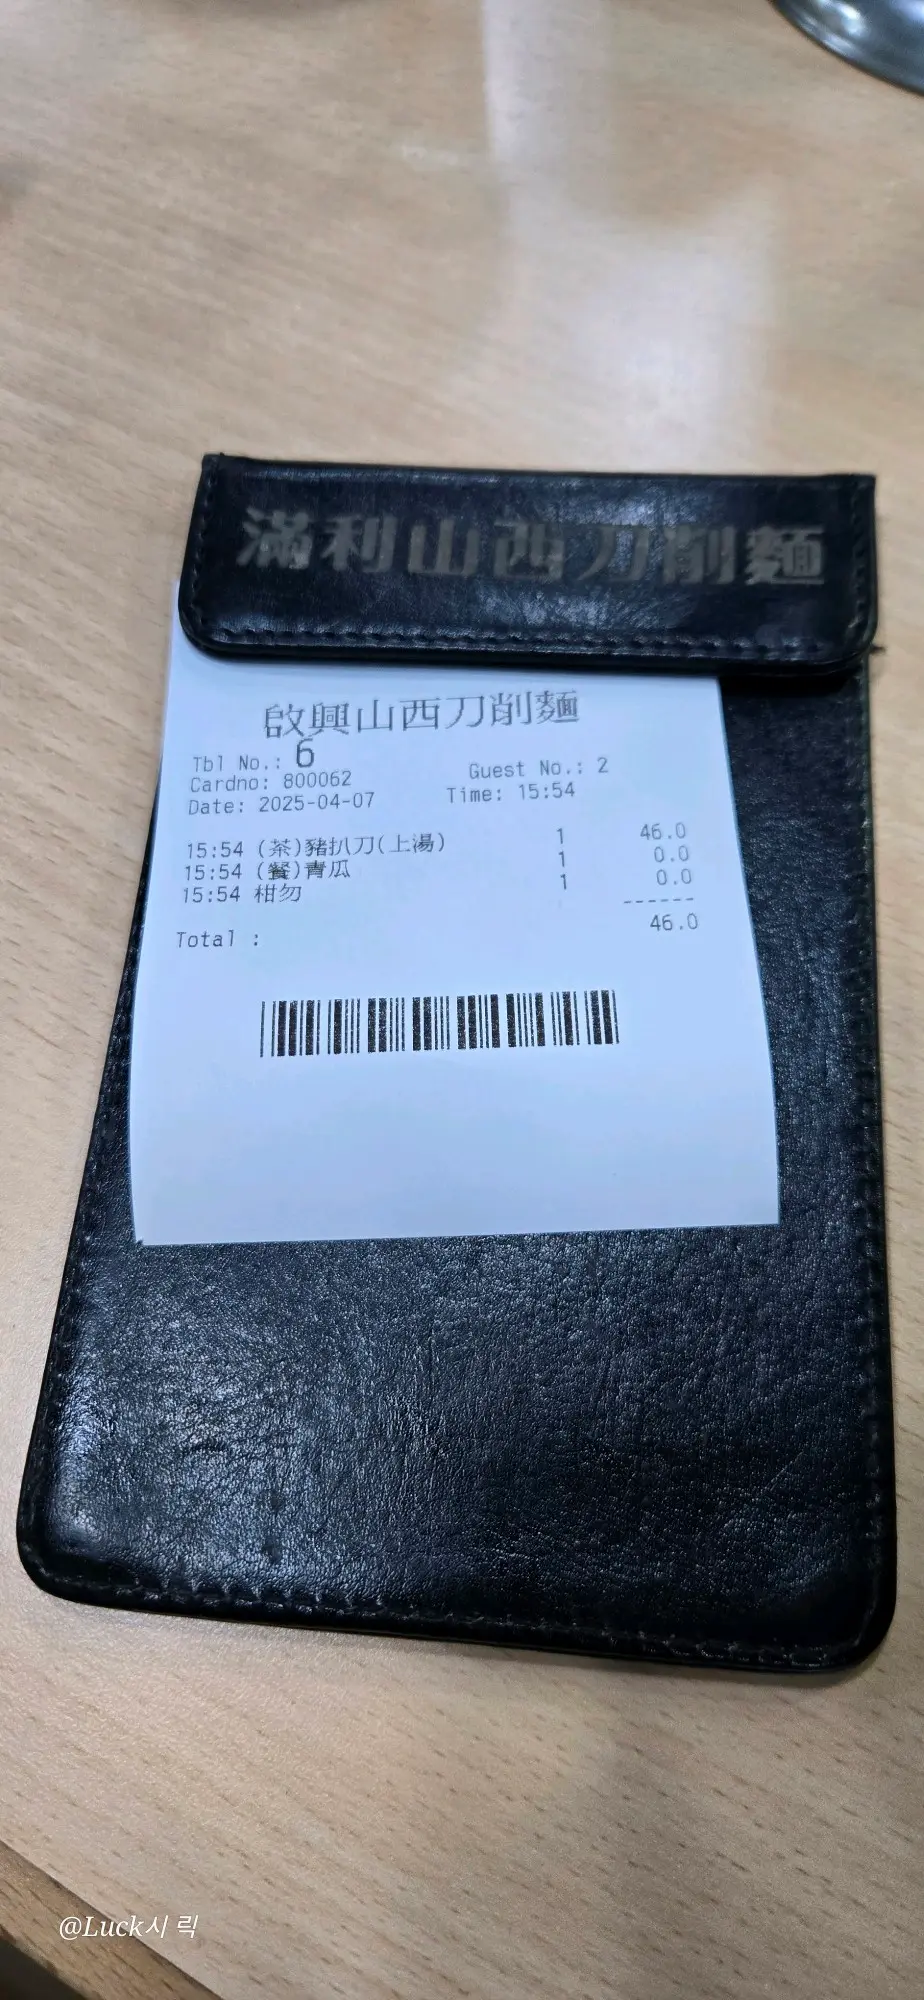 滿利山西刀削麵
啟興山西刀削麵
Tbl No.: 6
Cardno: 800062 Guest No.: 2
Date: 2025-04-07 Time: 15:54
15:54 (茶)豬扒刀(上湯) 1 46.0
15:54 (餐)青瓜 1 0.0
15:54 柑勿 1 0.0
------
Total : 46.0
@Luck시 릭